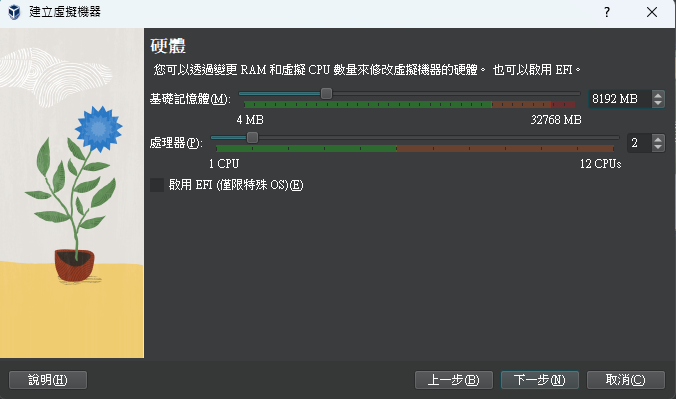 建立虛擬機器
?
硬體
您可以透過變更 RAM 和虛擬 CPU 數量來修改虛擬機器的硬體。 也可以啟用 EFI。
基礎記憶體(M):
8192 MB
4 MB
32768 MB
處理器(P):
2
1 CPU
12 CPUs
啟用 EFI (僅限特殊 OS)(E)
說明(H)
上一步(B)
下一步(N)
取消(C)